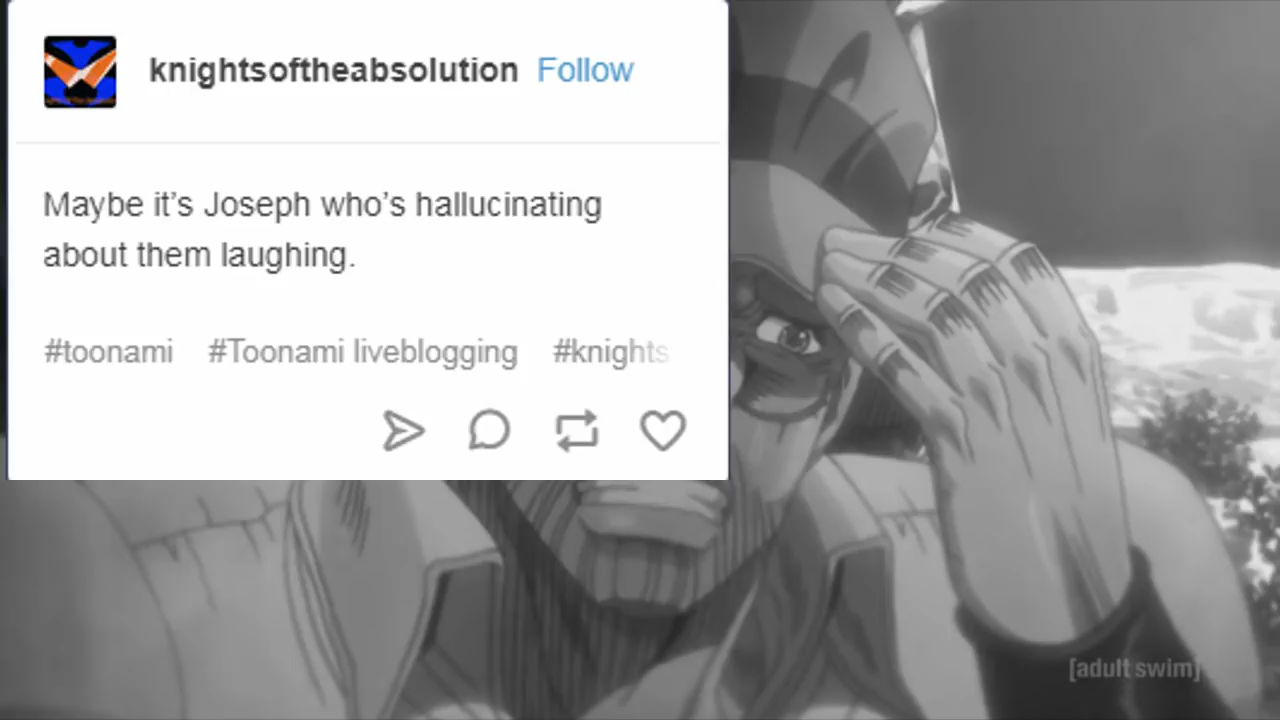 knightsoftheabsolution Follow
Maybe it's Joseph who's hallucinating
about them laughing.
#toonami #Toonami liveblogging #knights
[adult swim]